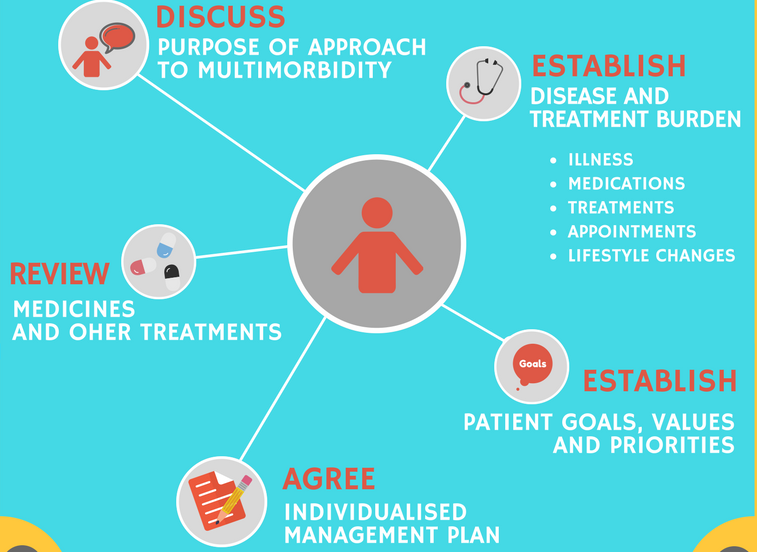 DISCUSS
PURPOSE OF APPROACH
TO MULTIMORBIDITY
ESTABLISH
DISEASE AND
TREATMENT BURDEN
• ILLNESS
• MEDICATIONS
• TREATMENTS
• APPOINTMENTS
• LIFESTYLE CHANGES
REVIEW
MEDICINES
AND OHER TREATMENTS
Goals
ESTABLISH
PATIENT GOALS, VALUES
AND PRIORITIES
AGREE
INDIVIDUALISED
MANAGEMENT PLAN